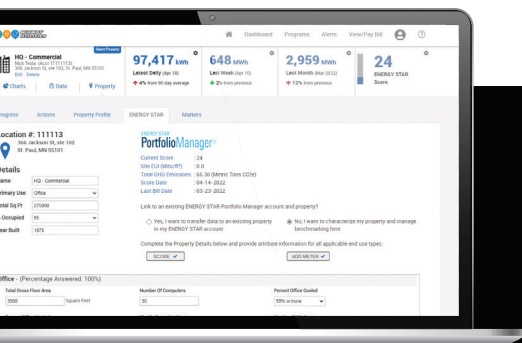 Dashboard Programs Alerts View/Pay Bill
Select Property
HQ - Commercial
Nick Tesla (Acct 11111113)
366 Jackson St, ste 102, St. Paul, MN 55101
Edit Delete
Charts Data Property
97,417 kWh
Latest Daily (Apr 18)
4% from 90 day average
648 MWh
Last Week (Apr 16)
2% from previous
2,959 MWh
Last Month (Mar 2022)
12% from previous
24
ENERGY STAR
Score
Progress Actions Property Profile ENERGY STAR Markers
Location #: 111113
366 Jackson St, ste 102
St. Paul, MN 55101
Details
Name HQ - Commercial
Primary Use Office
Total Sq Ft 275000
% Occupied 95
Year Built 1875
ENERGY STAR
PortfolioManager
Current Score : 24
Site EUI (kbtu/ft²) : 0.0
Total GHG Emissions : 66.30 (Metric Tons CO2e)
Score Date : 04-14-2022
Last Bill Date : 03-23-2022
Link to an existing ENERGY STAR Portfolio Manager account and property?
Yes, I want to transfer data to an existing property
in my ENERGY STAR account
No, I want to characterize my property and manage
benchmarking here
Complete the Property Details below and provide attribute information for all applicable end use types.
SCORE ✔
ADD METER ✔
Office - (Percentage Answered: 100%)
Total Gross Floor Area
3500 Square Feet
Number Of Computers
30
Percent Office Cooled
50% or more